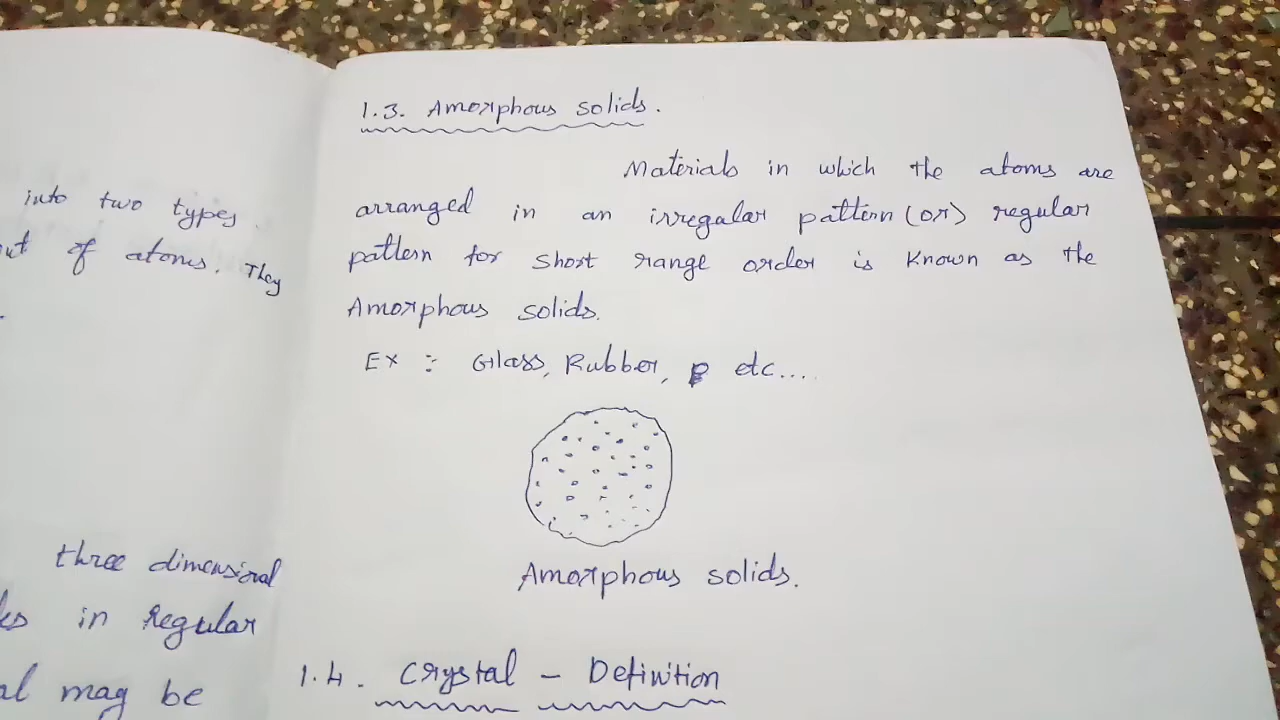 into two types.
of atoms. They
three dimensional
in regular
may be
1.3. Amorphous solids.
Materials in which the atoms are
arranged in an irregular pattern (or) regular
pattern for short range order is known as the
Amorphous solids.
Ex : Glass, Rubber, etc....
Amorphous solids.
1.4. Crystal - Definition